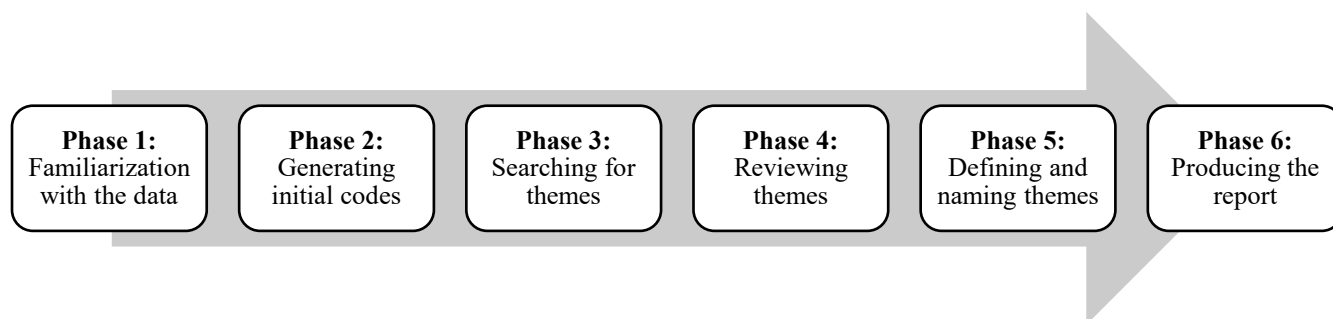 Phase 1:
Familiarization
with the data
Phase 2:
Generating
initial codes
Phase 3:
Searching for
themes
Phase 4:
Reviewing
themes
Phase 5:
Defining and
naming themes
Phase 6:
Producing the
report